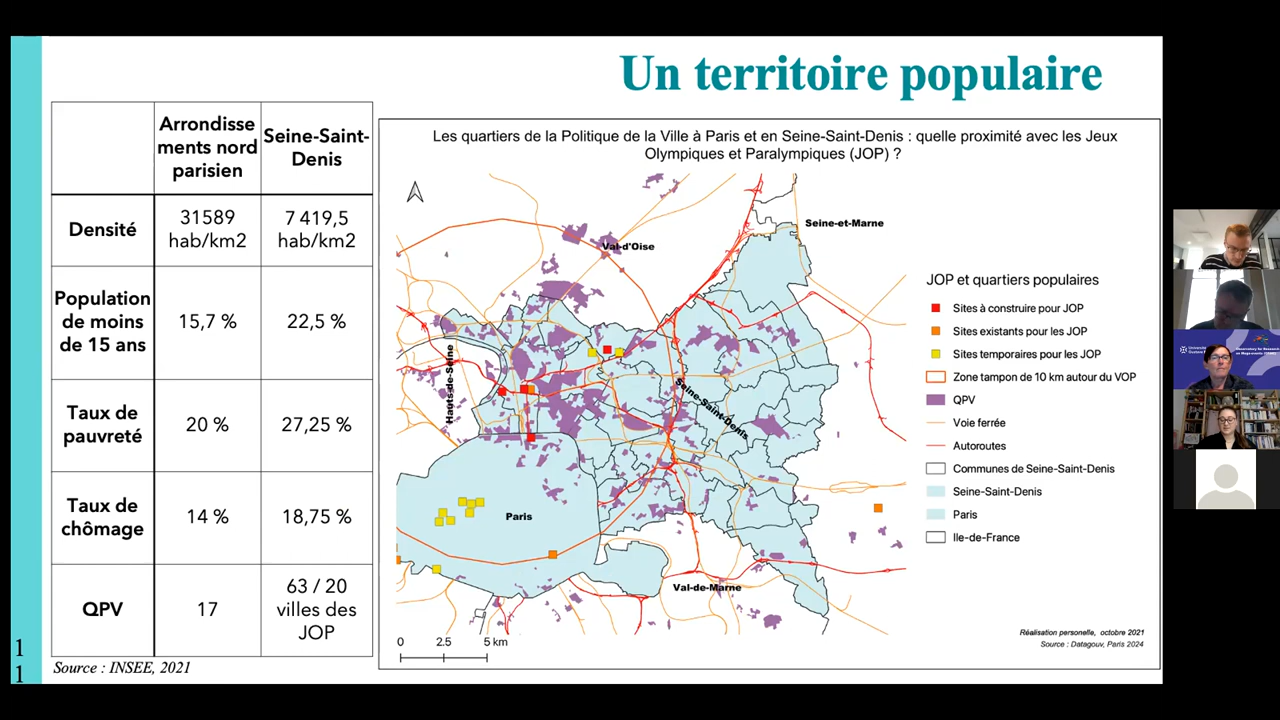 Un territoire populaire
Arrondisse
ments nord
parisien
Seine-Saint-
Denis
Densité
31589
hab/km2
7 419,5
hab/km2
Population
de moins
de 15 ans
15,7 %
22,5 %
Taux de
pauvreté
20 %
27,25 %
Taux de
chômage
14 %
18,75 %
QPV
17
63 / 20
villes des
JOP
1
1
Source : INSEE, 2021
Les quartiers de la Politique de la Ville à Paris et en Seine-Saint-Denis : quelle proximité avec les Jeux
Olympiques et Paralympiques (JOP) ?
Seine-et-Marne
Val-d'Oise
Hauts-de-Seine
Seine-Saint-Denis
Paris
Val-de-Marne
JOP et quartiers populaires
Sites à construire pour JOP
Sites existants pour les JOP
Sites temporaires pour les JOP
Zone tampon de 10 km autour du VOP
QPV
Voie ferrée
Autoroutes
Communes de Seine-Saint-Denis
Seine-Saint-Denis
Paris
Ile-de-France
0 2.5 5 km
Réalisation personelle, octobre 2021
Source : Datagouv, Paris 2024